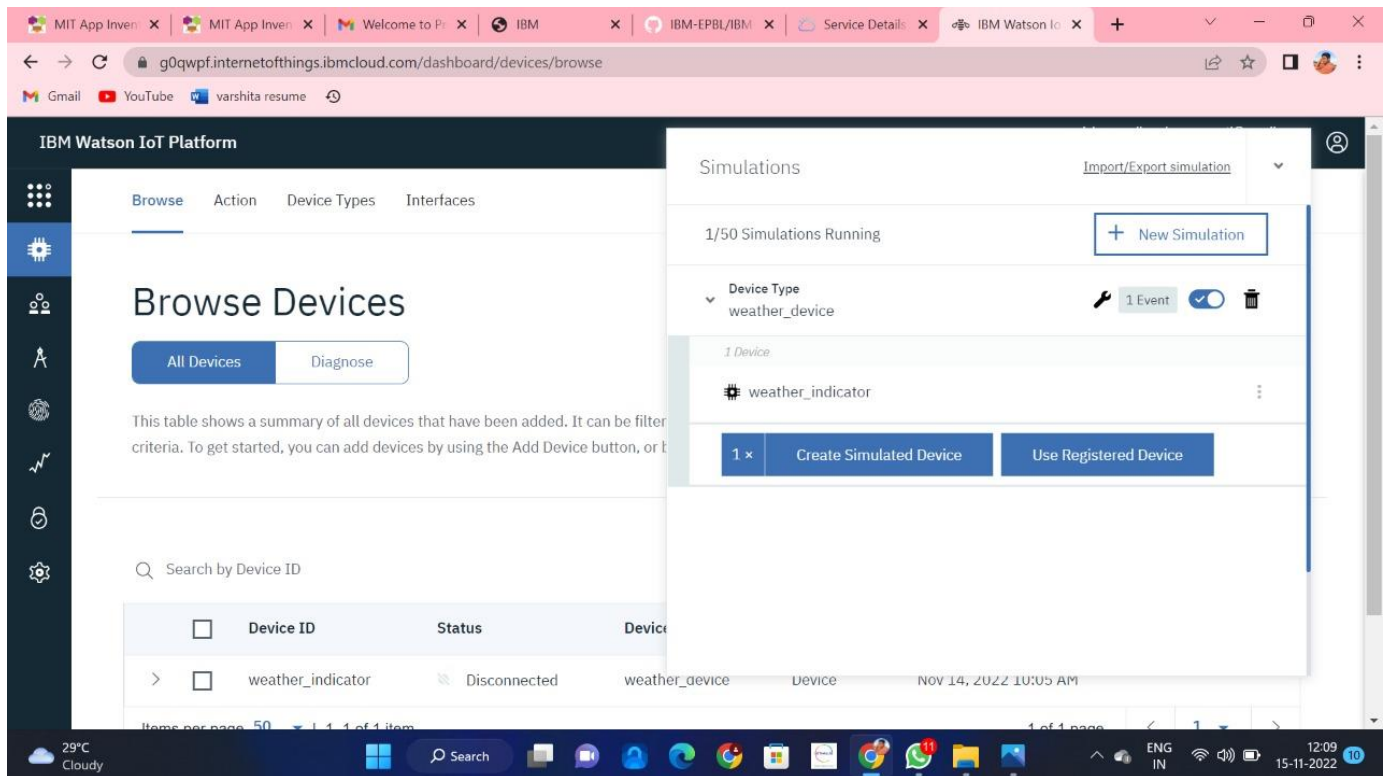 MIT App Inven
MIT App Inven
Welcome to Pr
IBM
IBM-EPBL/IBM
Service Details
IBM Watson Io
g0qwpf.internetofthings.ibmcloud.com/dashboard/devices/browse
Gmail
YouTube
varshita resume
IBM Watson IoT Platform
Browse Action Device Types Interfaces
Browse Devices
All Devices Diagnose
This table shows a summary of all devices that have been added. It can be filter
criteria. To get started, you can add devices by using the Add Device button, or b
Search by Device ID
Device ID Status Device
weather_indicator Disconnected weather_device Device Nov 14, 2022 10:05 AM
Items per page 50 | 1-1 of 1 item 1 of 1 page 1
Simulations Import/Export simulation
1/50 Simulations Running + New Simulation
Device Type
weather_device 1 Event
1 Device
weather_indicator
1 × Create Simulated Device Use Registered Device
29°C
Cloudy
Search
11
ENG
IN
12:09
15-11-2022
10